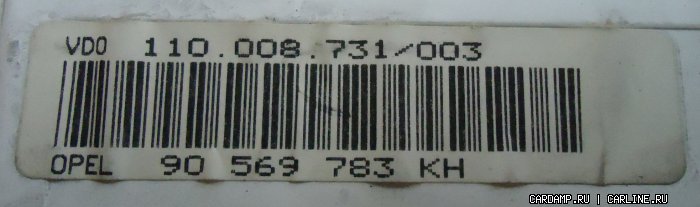 VDO 110.008.731/003
OPEL 90 569 783 KH
CARDAMP.RU | CARLINE.RU